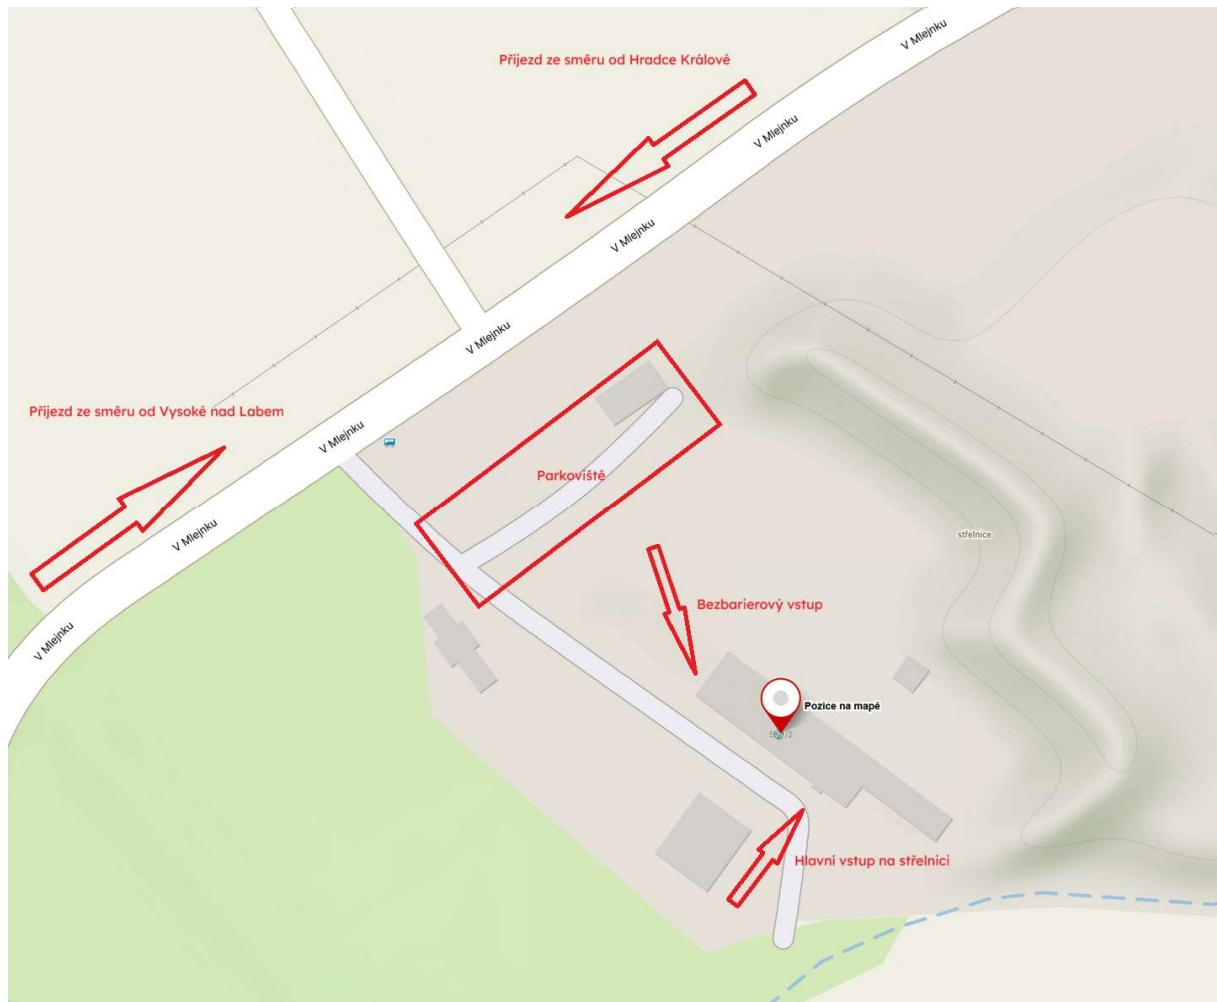 V Mlejnku
Příjezd ze směru od Hradce Králové
V Mlejnku
V Mlejnku
V Mlejnku
Příjezd ze směru od Vysoké nad Labem
V Mlejnku
Parkoviště
V Mlejnku
střelnice
Bezbarierový vstup
V Mlejnku
Pozice na mapě
Hlavní vstup na střelnici